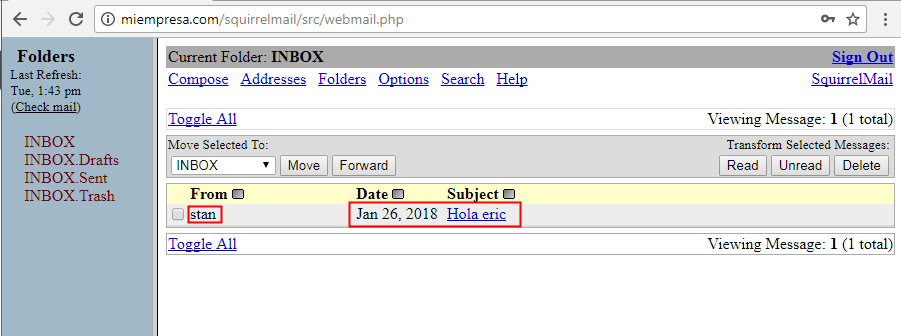 miempresa.com/squirrelmail/src/webmail.php
Folders
Last Refresh:
Tue, 1:43 pm
(Check mail)
INBOX
INBOX.Drafts
INBOX.Sent
INBOX.Trash
Current Folder: INBOX Sign Out
Compose Addresses Folders Options Search Help SquirrelMail
Toggle All Viewing Message: 1 (1 total)
Move Selected To: Transform Selected Messages:
INBOX Move Forward Read Unread Delete
From Date Subject
stan Jan 26, 2018 Hola eric
Toggle All Viewing Message: 1 (1 total)